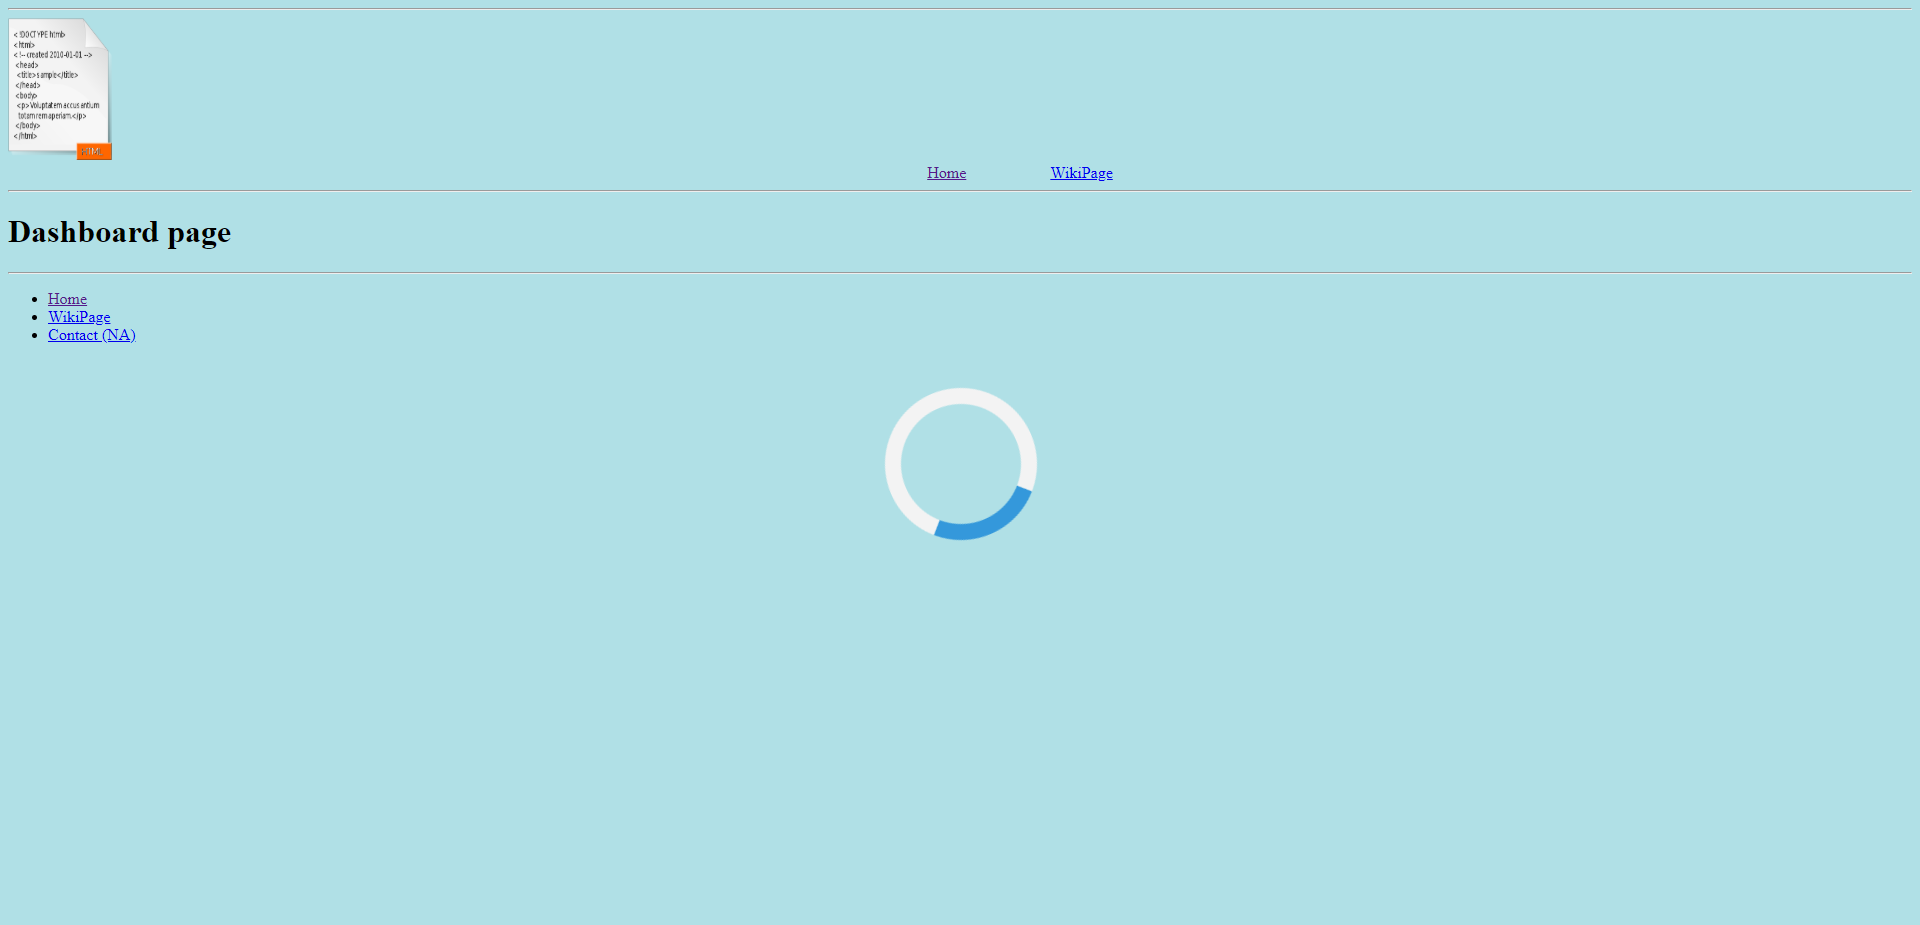 < !DOCTYPE html>
<html>
< !-- created 2010-01-01 -->
<head>
<title>sample</title>
</head>
<body>
<p>Voluptatem accusantium
totam rem aperiam.</p>
</body>
</html>
HTML
Home WikiPage
Dashboard page
Home
WikiPage
Contact (NA)